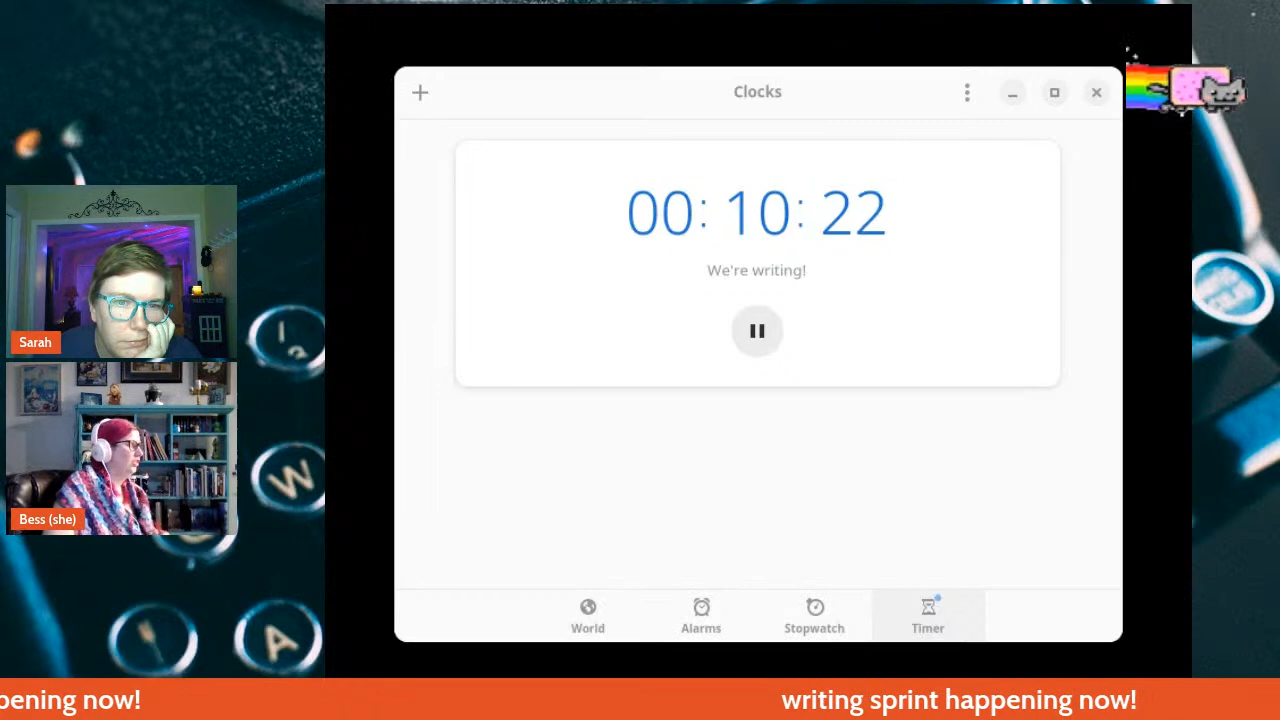 Clocks
00:10:22
We're writing!
World
Alarms
Stopwatch
Timer
Sarah
Bess (she)
W
A
pening now!
writing sprint happening now!